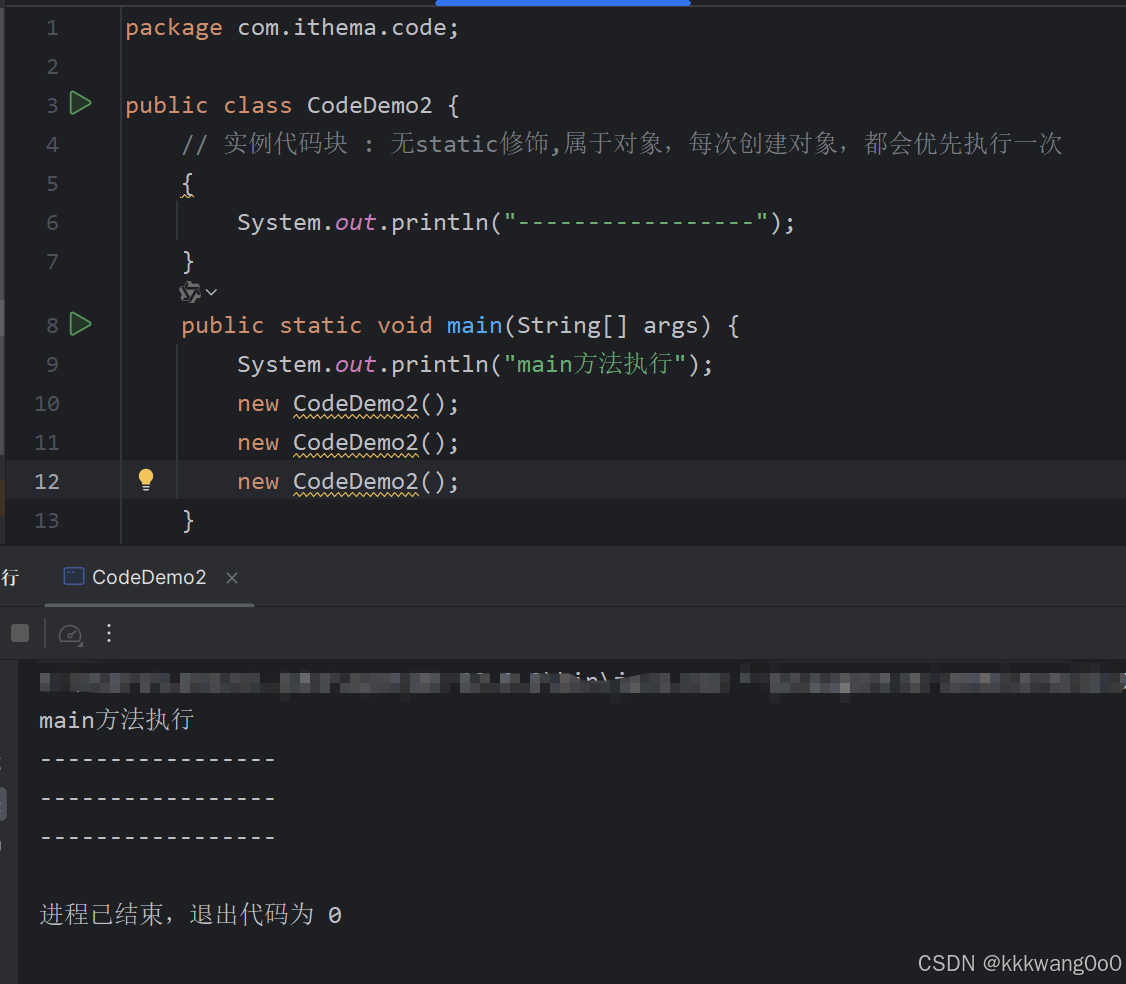 1 package com.ithema.code;
2
3 public class CodeDemo2 {
4 // 实例代码块 : 无static修饰,属于对象，每次创建对象，都会优先执行一次
5 {
6 System.out.println("-----------------");
7 }
8 public static void main(String[] args) {
9 System.out.println("main方法执行");
10 new CodeDemo2();
11 new CodeDemo2();
12 new CodeDemo2();
13 }
行 CodeDemo2 ×
main方法执行
-----------------
-----------------
-----------------
进程已结束，退出代码为 0
CSDN @kkkwang0o0